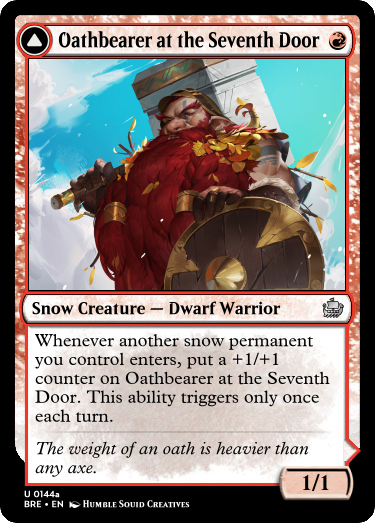 Oathbearer at the Seventh Door
Snow Creature — Dwarf Warrior
Whenever another snow permanent
you control enters, put a +1/+1
counter on Oathbearer at the Seventh
Door. This ability triggers only once
each turn.
The weight of an oath is heavier than
any axe.
1/1
U 0144a
BRE • EN Humble Squid Creatives